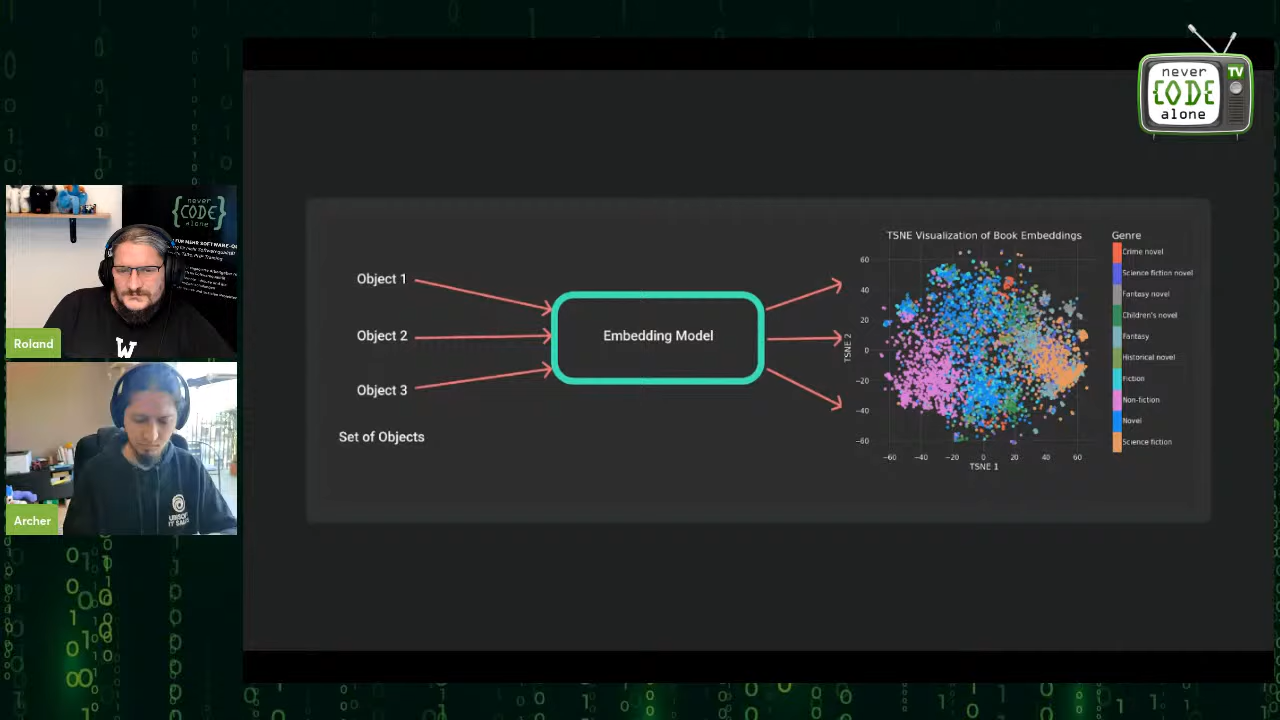 never
CODE
alone
TV
never
CODE
alone
Roland
Archer
Object 1
Object 2
Object 3
Set of Objects
Embedding Model
TSNE Visualization of Book Embeddings
60
40
20
0
−20
−40
−60
TSNE 2
−60 −40 −20 0 20 40 60
TSNE 1
Genre
Crime novel
Science fiction novel
Fantasy novel
Children's novel
Fantasy
Historical novel
Fiction
Non-fiction
Novel
Science fiction